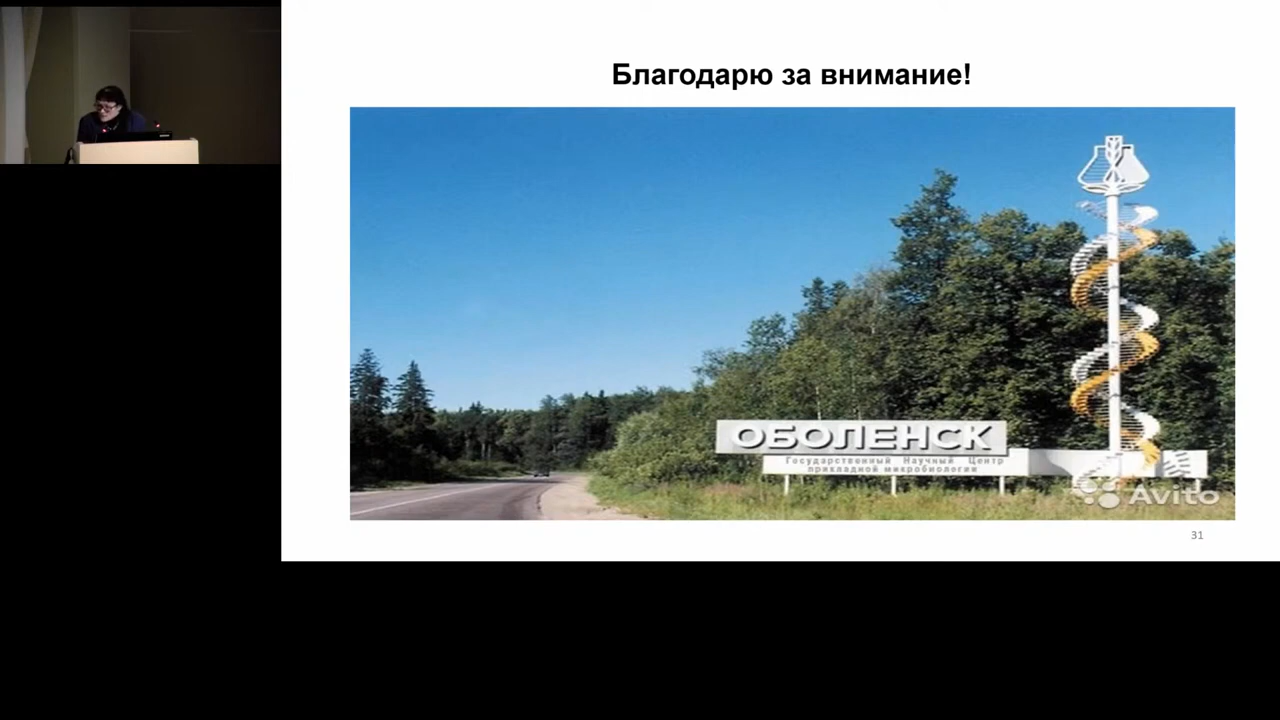 Благодарю за внимание!
ОБОЛЕНСК
Государственный Научный Центр
прикладной микробиологии
Avito
31